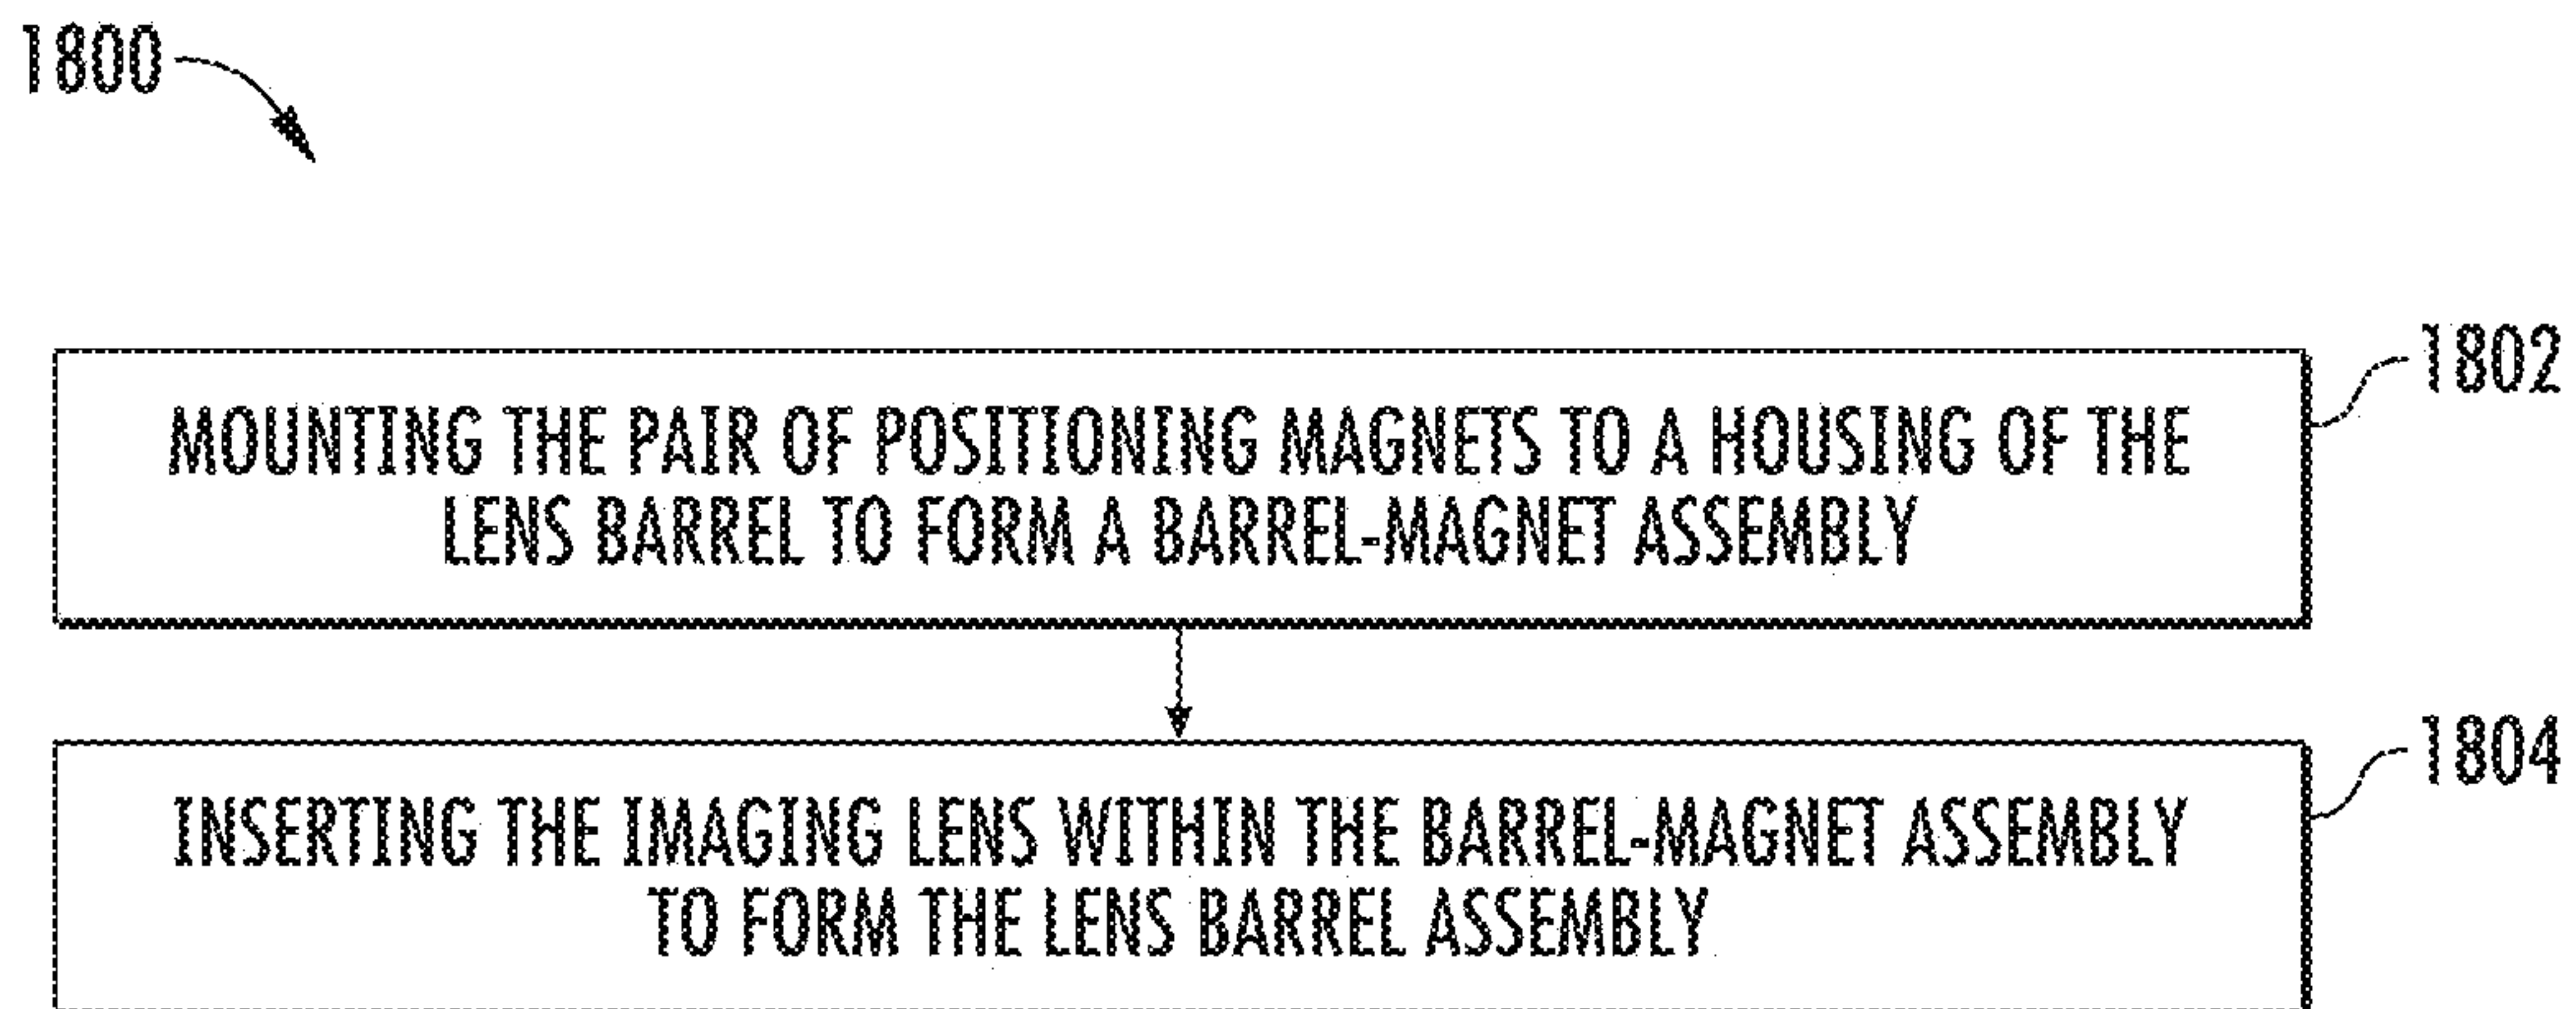 1800
1802
MOUNTING THE PAIR OF POSITIONING MAGNETS TO A HOUSING OF THE
LENS BARREL TO FORM A BARREL-MAGNET ASSEMBLY
1804
INSERTING THE IMAGING LENS WITHIN THE BARREL-MAGNET ASSEMBLY
TO FORM THE LENS BARREL ASSEMBLY